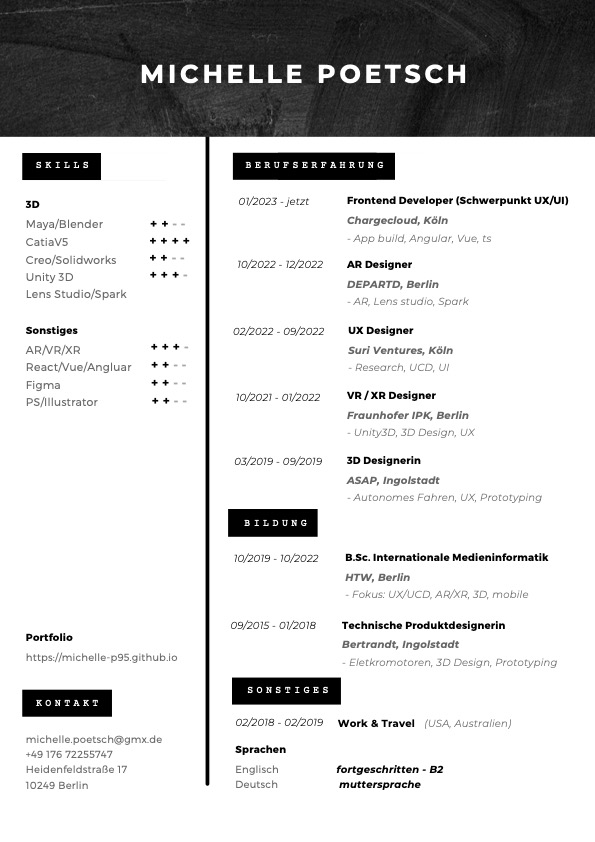 MICHELLE POETSCH
SKILLS
3D
Maya/Blender ++--
CatiaV5 ++++
Creo/Solidworks ++--
Unity 3D +++-
Lens Studio/Spark
Sonstiges
AR/VR/XR +++-
React/Vue/Angluar ++--
Figma ++--
PS/Illustrator ++--
Portfolio
https://michelle-p95.github.io
KONTAKT
michelle.poetsch@gmx.de
+49 176 72255747
Heidenfeldstraße 17
10249 Berlin
BERUFSERFAHRUNG
01/2023 - jetzt Frontend Developer (Schwerpunkt UX/UI)
Chargecloud, Köln
- App build, Angular, Vue, ts
10/2022 - 12/2022 AR Designer
DEPARTD, Berlin
- AR, Lens studio, Spark
02/2022 - 09/2022 UX Designer
Suri Ventures, Köln
- Research, UCD, UI
10/2021 - 01/2022 VR / XR Designer
Fraunhofer IPK, Berlin
- Unity3D, 3D Design, UX
03/2019 - 09/2019 3D Designerin
ASAP, Ingolstadt
- Autonomes Fahren, UX, Prototyping
BILDUNG
10/2019 - 10/2022 B.Sc. Internationale Medieninformatik
HTW, Berlin
- Fokus: UX/UCD, AR/XR, 3D, mobile
09/2015 - 01/2018 Technische Produktdesignerin
Bertrandt, Ingolstadt
- Eletkromotoren, 3D Design, Prototyping
SONSTIGES
02/2018 - 02/2019 Work & Travel (USA, Australien)
Sprachen
Englisch fortgeschritten - B2
Deutsch muttersprache